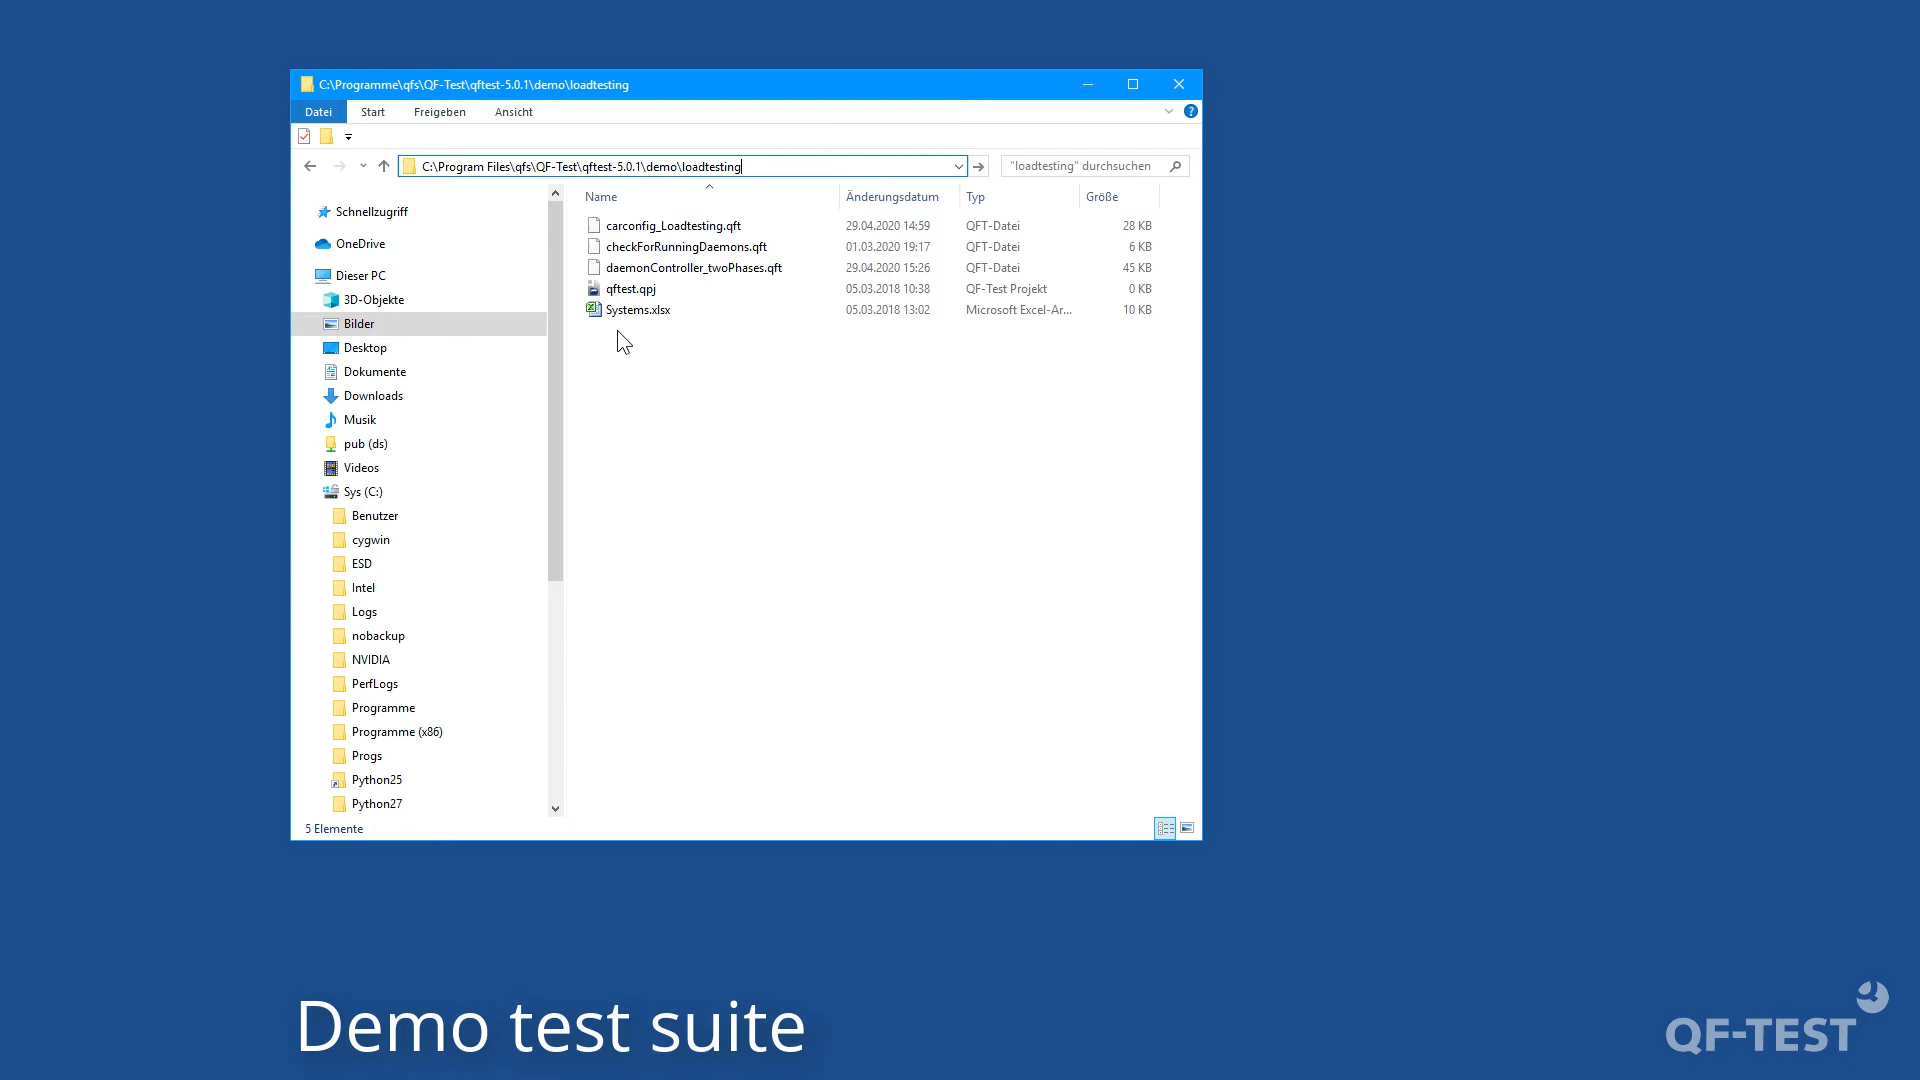 C:\Programme\qfs\QF-Test\qftest-5.0.1\demo\loadtesting
Datei Start Freigeben Ansicht
C:\Program Files\qfs\QF-Test\qftest-5.0.1\demo\loadtesting "loadtesting" durchsuchen
Name Änderungsdatum Typ Größe
carconfig_Loadtesting.qft 29.04.2020 14:59 QFT-Datei 28 KB
checkForRunningDaemons.qft 01.03.2020 19:17 QFT-Datei 6 KB
daemonController_twoPhases.qft 29.04.2020 15:26 QFT-Datei 45 KB
qftest.qpj 05.03.2018 10:38 QF-Test Projekt 0 KB
Systems.xlsx 05.03.2018 13:02 Microsoft Excel-Ar... 10 KB
Schnellzugriff
OneDrive
Dieser PC
3D-Objekte
Bilder
Desktop
Dokumente
Downloads
Musik
pub (ds)
Videos
Sys (C:)
Benutzer
cygwin
ESD
Intel
Logs
nobackup
NVIDIA
PerfLogs
Programme
Programme (x86)
Progs
Python25
Python27
5 Elemente
Demo test suite
QF-TEST